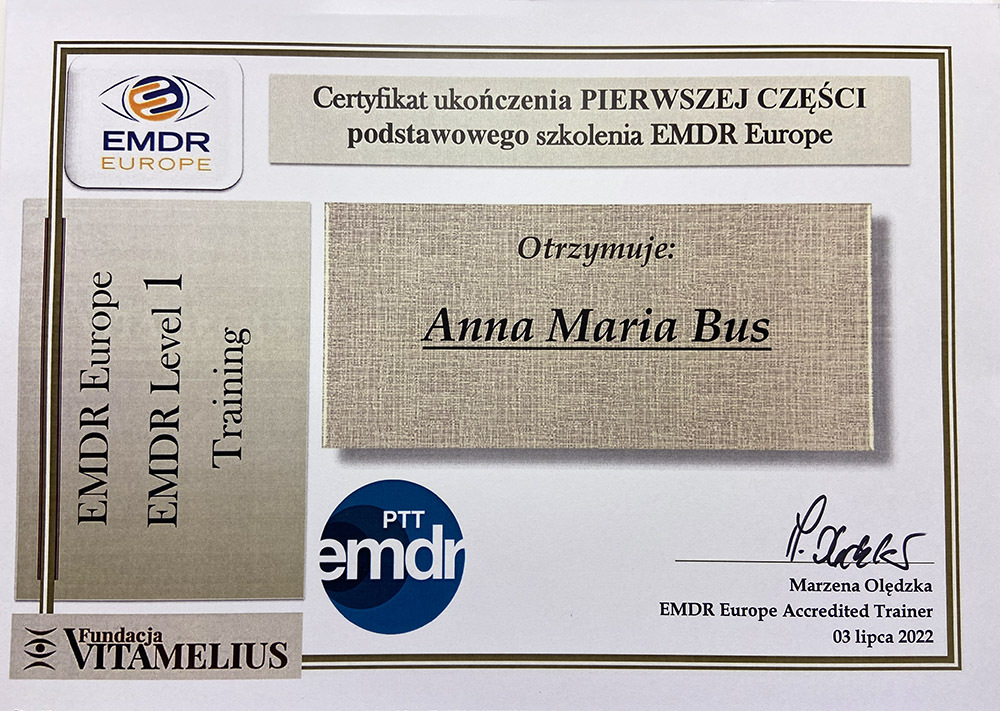 EMDR
EUROPE
Certyfikat ukończenia PIERWSZEJ CZĘŚCI
podstawowego szkolenia EMDR Europe
EMDR Europe
EMDR Level 1
Training
Otrzymuje:
Anna Maria Bus
PTT
emdr
Marzena Olędzka
EMDR Europe Accredited Trainer
03 lipca 2022
Fundacja
VITAMELIUS